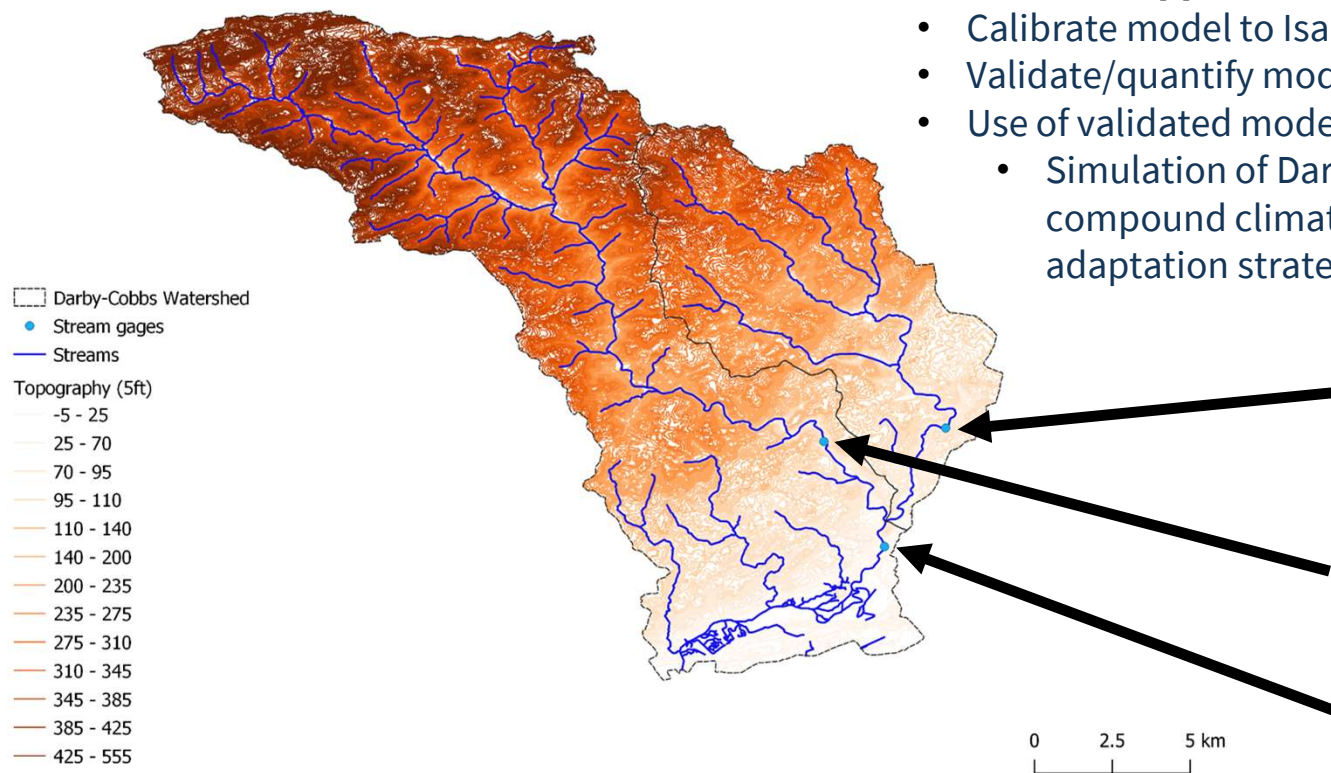 • Calibrate model to Isa
• Validate/quantify mod
• Use of validated mode
• Simulation of Dar
compound climat
adaptation strate
Darby-Cobbs Watershed
Stream gages
Streams
Topography (5ft)
-5 - 25
25 - 70
70 - 95
95 - 110
110 - 140
140 - 200
200 - 235
235 - 275
275 - 310
310 - 345
345 - 385
385 - 425
425 - 555
0 2.5 5 km